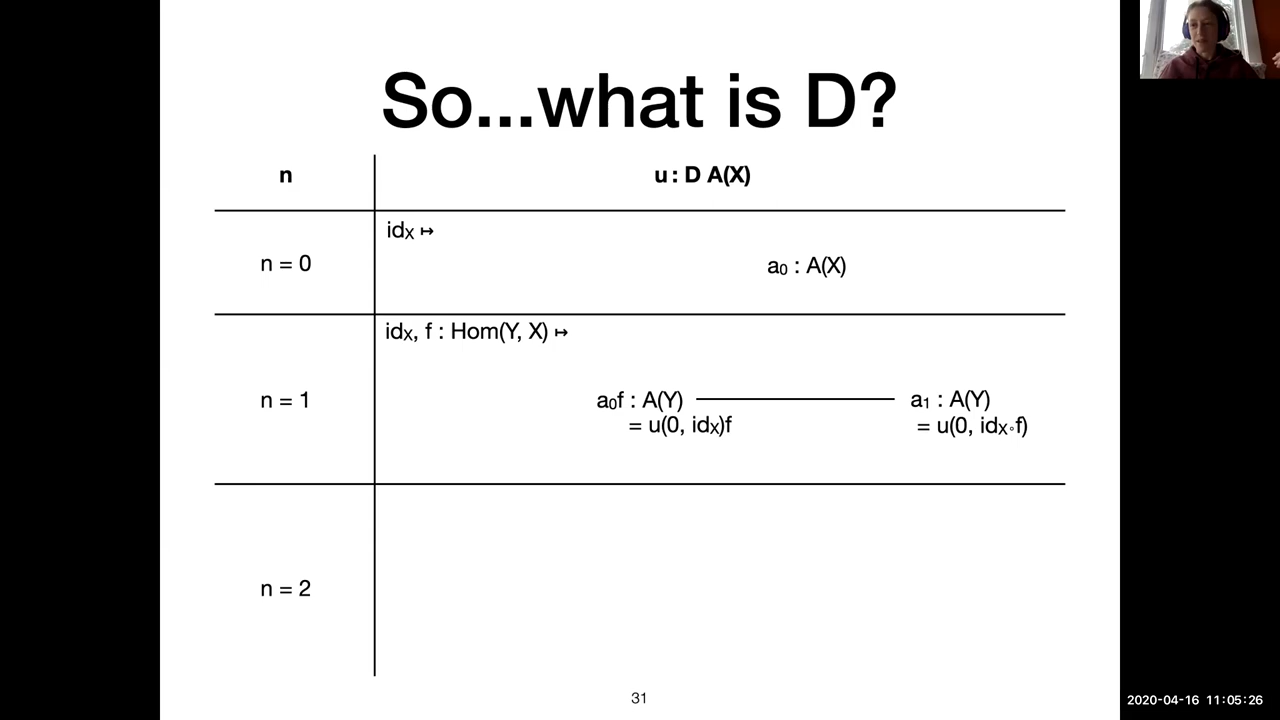 So...what is D?
n
u : D A(X)
idX ↦
n = 0
a0 : A(X)
idX, f : Hom(Y, X) ↦
n = 1
a0f : A(Y)
= u(0, idX)f
a1 : A(Y)
= u(0, idX∘f)
n = 2
31
2020-04-16 11:05:26